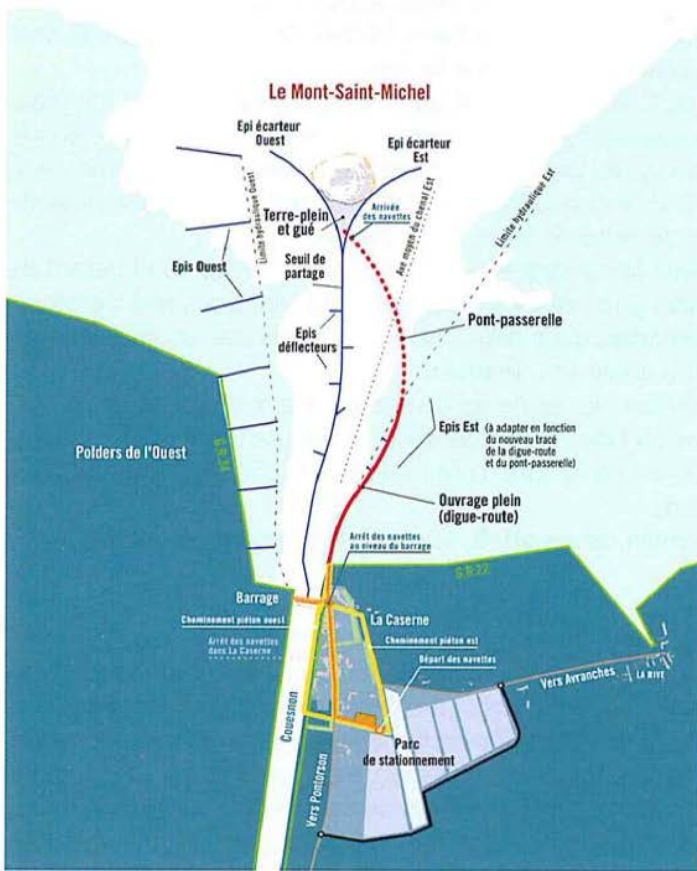 Le Mont-Saint-Michel
Epi écarteur
Ouest
Epi écarteur
Est
Terre-plein
et gué
Arrivée
des navettes
Limite hydraulique Ouest
Axe moyen du chenal Est
Limite hydraulique Est
Epis Ouest
Seuil de
partage
Epis
déflecteurs
Pont-passerelle
Polders de l'Ouest
G.R.34
Epis Est (à adapter en fonction
du nouveau tracé
de la digue-route
et du pont-passerelle)
Ouvrage plein
(digue-route)
Arrêt des navettes
au niveau du barrage
G.R.22
Barrage
La Caserne
Cheminement piéton ouest
Cheminement piéton est
Arrêt des navettes
dans La Caserne
Départ des navettes
Vers Avranches
LA RIVE
Couesnon
Vers Pontorson
Parc
de stationnement